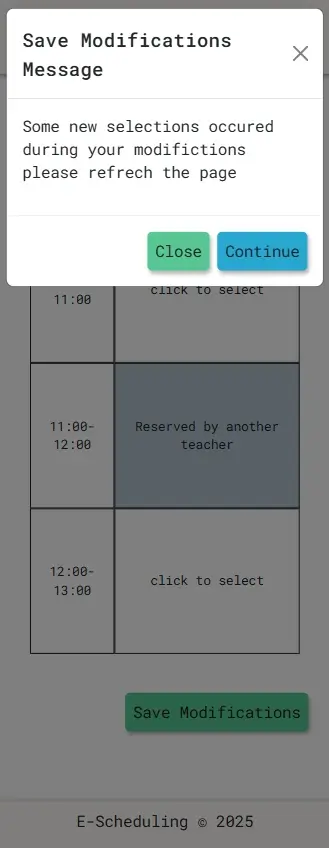 Save Modifications
Message
Some new selections occured
during your modifictions
please refrech the page
Close Continue
click to select
11:00
11:00-
12:00
Reserved by another
teacher
12:00-
13:00
click to select
Save Modifications
E-Scheduling © 2025